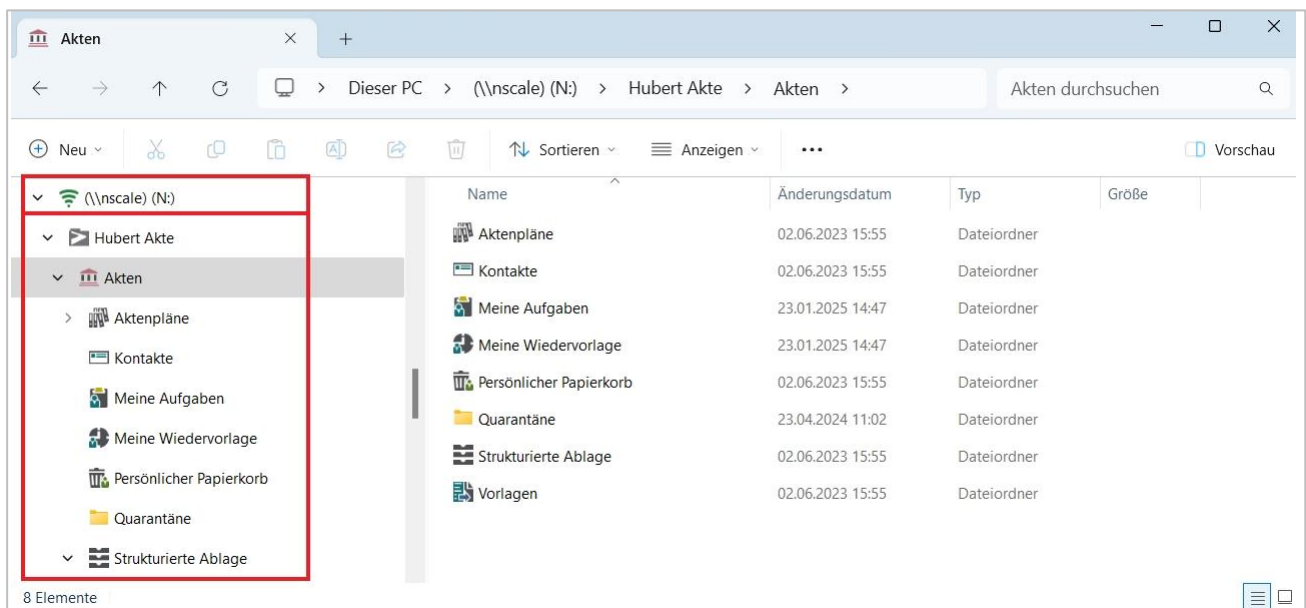 Akten
Dieser PC > (\\nscale) (N:) > Hubert Akte > Akten >
Akten durchsuchen
Neu
Sortieren
Anzeigen
Vorschau
(\\nscale) (N:)
Hubert Akte
Akten
Aktenpläne
Kontakte
Meine Aufgaben
Meine Wiedervorlage
Persönlicher Papierkorb
Quarantäne
Strukturierte Ablage
Name Änderungsdatum Typ Größe
Aktenpläne 02.06.2023 15:55 Dateiordner
Kontakte 02.06.2023 15:55 Dateiordner
Meine Aufgaben 23.01.2025 14:47 Dateiordner
Meine Wiedervorlage 23.01.2025 14:47 Dateiordner
Persönlicher Papierkorb 02.06.2023 15:55 Dateiordner
Quarantäne 23.04.2024 11:02 Dateiordner
Strukturierte Ablage 02.06.2023 15:55 Dateiordner
Vorlagen 02.06.2023 15:55 Dateiordner
8 Elemente